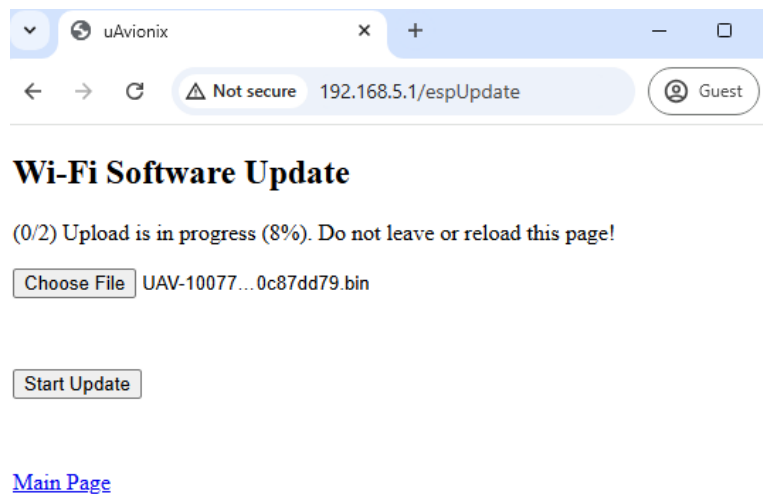 uAvionix
Not secure 192.168.5.1/espUpdate Guest
Wi-Fi Software Update
(0/2) Upload is in progress (8%). Do not leave or reload this page!
Choose File UAV-10077...0c87dd79.bin
Start Update
Main Page